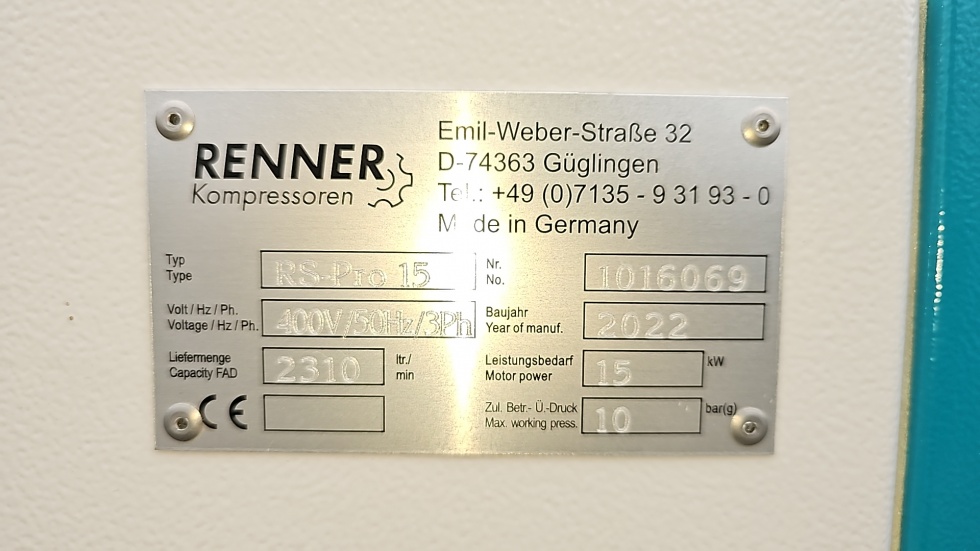 RENNER
Kompressoren
Emil-Weber-Straße 32
D-74363 Güglingen
Tel.: +49 (0)7135 - 9 31 93 - 0
Made in Germany
Typ
Type
RS-Pro 15
Nr.
No.
1016069
Volt / Hz / Ph.
Voltage / Hz / Ph.
400V/50Hz/3Ph
Baujahr
Year of manuf.
2022
Liefermenge
Capacity FAD
2310
ltr./
min
Leistungsbedarf
Motor power
15
kW
CE
Zul. Betr.- Ü.-Druck
Max. working press.
10
bar(g)